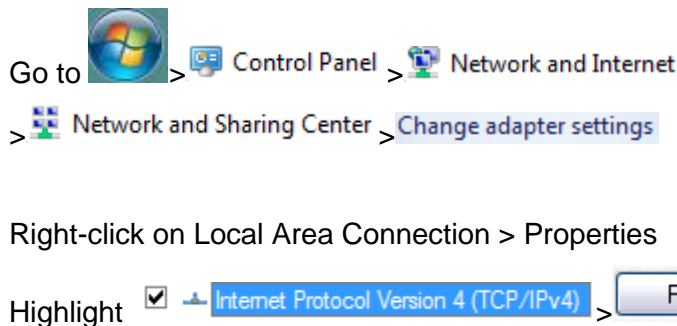 Go to > Control Panel > Network and Internet
> Network and Sharing Center > Change adapter settings
Right-click on Local Area Connection > Properties
Highlight Internet Protocol Version 4 (TCP/IPv4) >